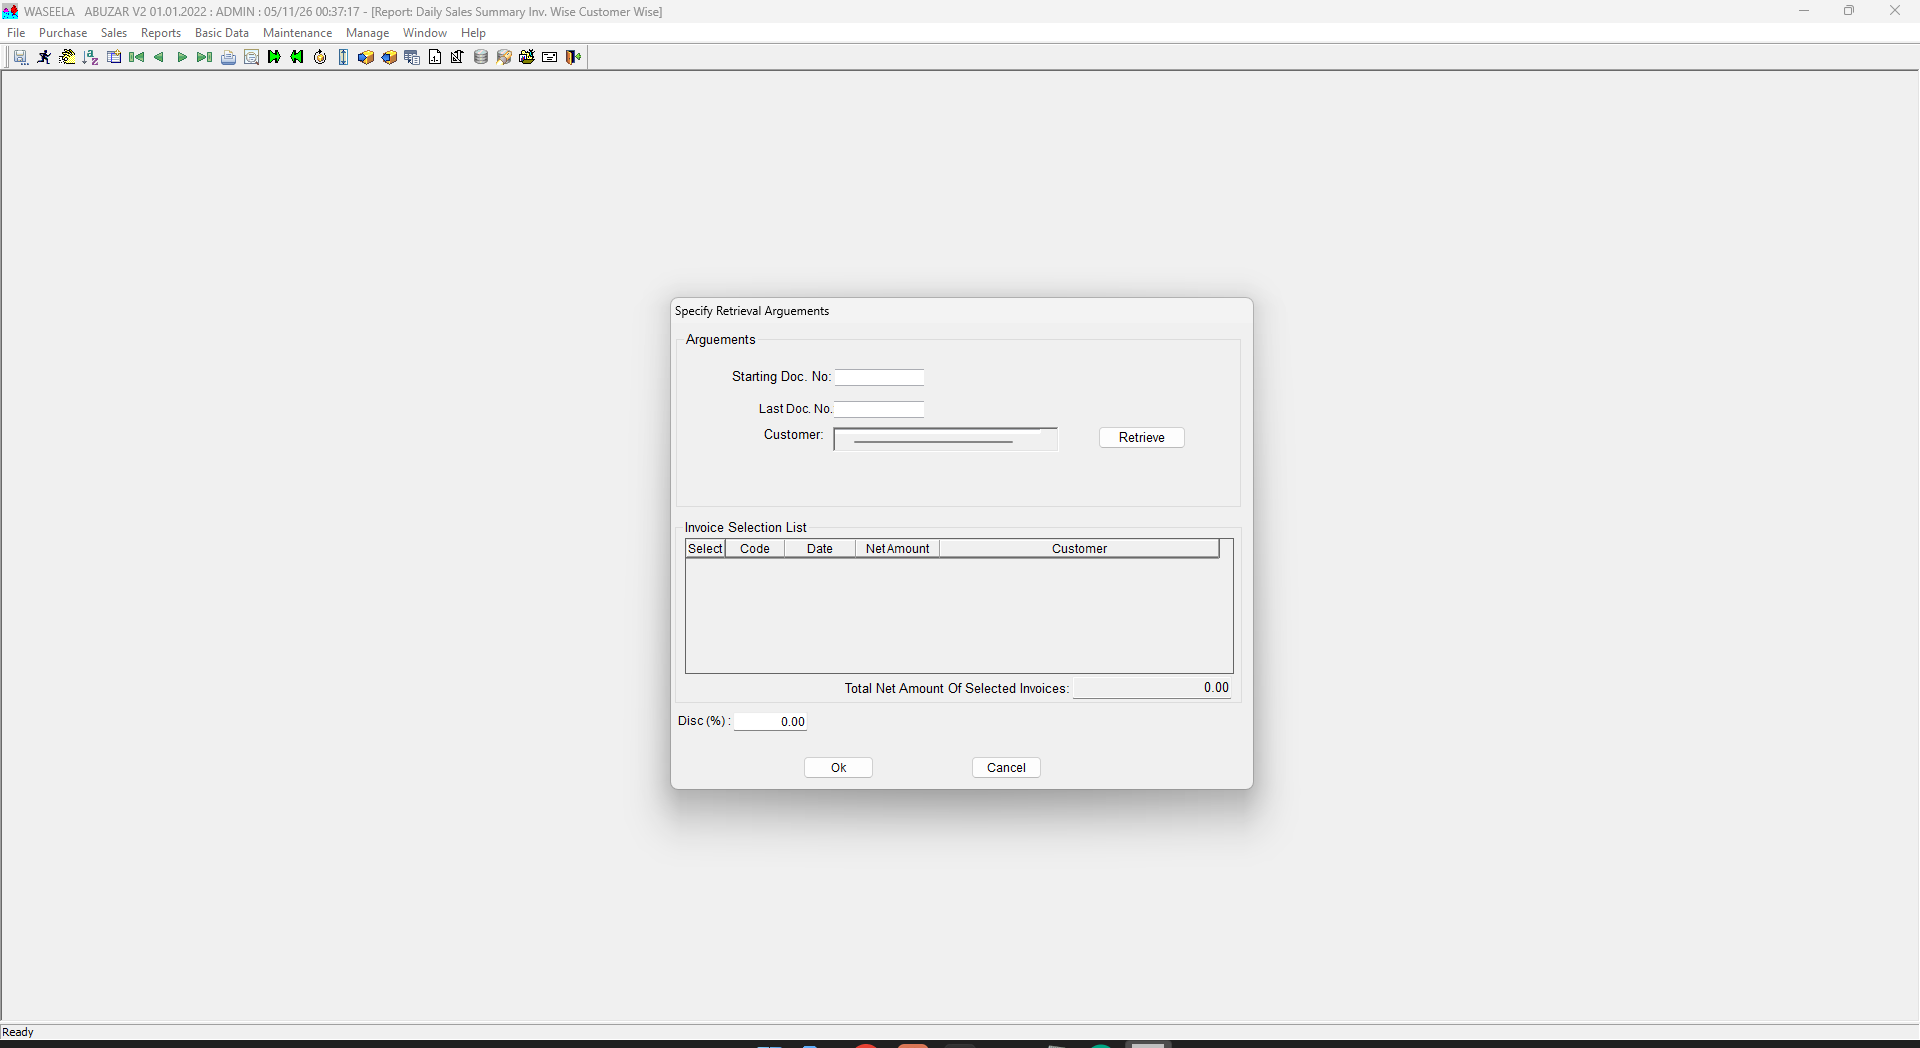 WASEELA ABUZAR V2 01.01.2022 : ADMIN : 05/11/26 00:37:17 - [Report: Daily Sales Summary Inv. Wise Customer Wise]
File Purchase Sales Reports Basic Data Maintenance Manage Window Help
Specify Retrieval Arguements
Arguements
Starting Doc. No:
Last Doc. No.
Customer:
Retrieve
Invoice Selection List
Select Code Date NetAmount Customer
Total Net Amount Of Selected Invoices: 0.00
Disc (%) : 0.00
Ok Cancel
Ready